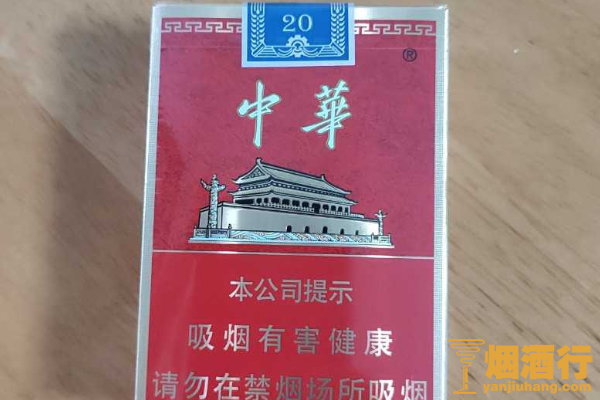 20
®
中華
本公司提示
吸烟有害健康
请勿在禁烟场所吸烟
烟酒行
yanjiuhang.com